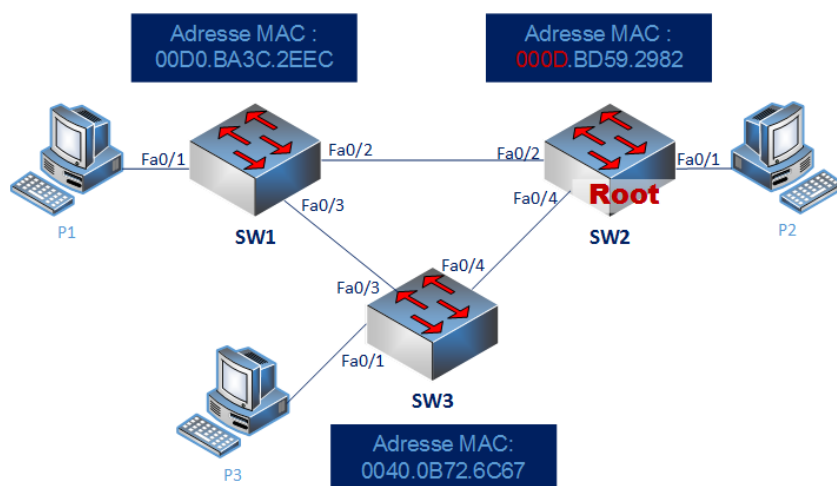 Adresse MAC :
00D0.BA3C.2EEC
Adresse MAC :
000D.BD59.2982
Fa0/1
Fa0/2
Fa0/2
Fa0/1
P1
Fa0/3
SW1
Root
Fa0/4
SW2
P2
Fa0/3
Fa0/4
Fa0/1
SW3
P3
Adresse MAC:
0040.0B72.6C67